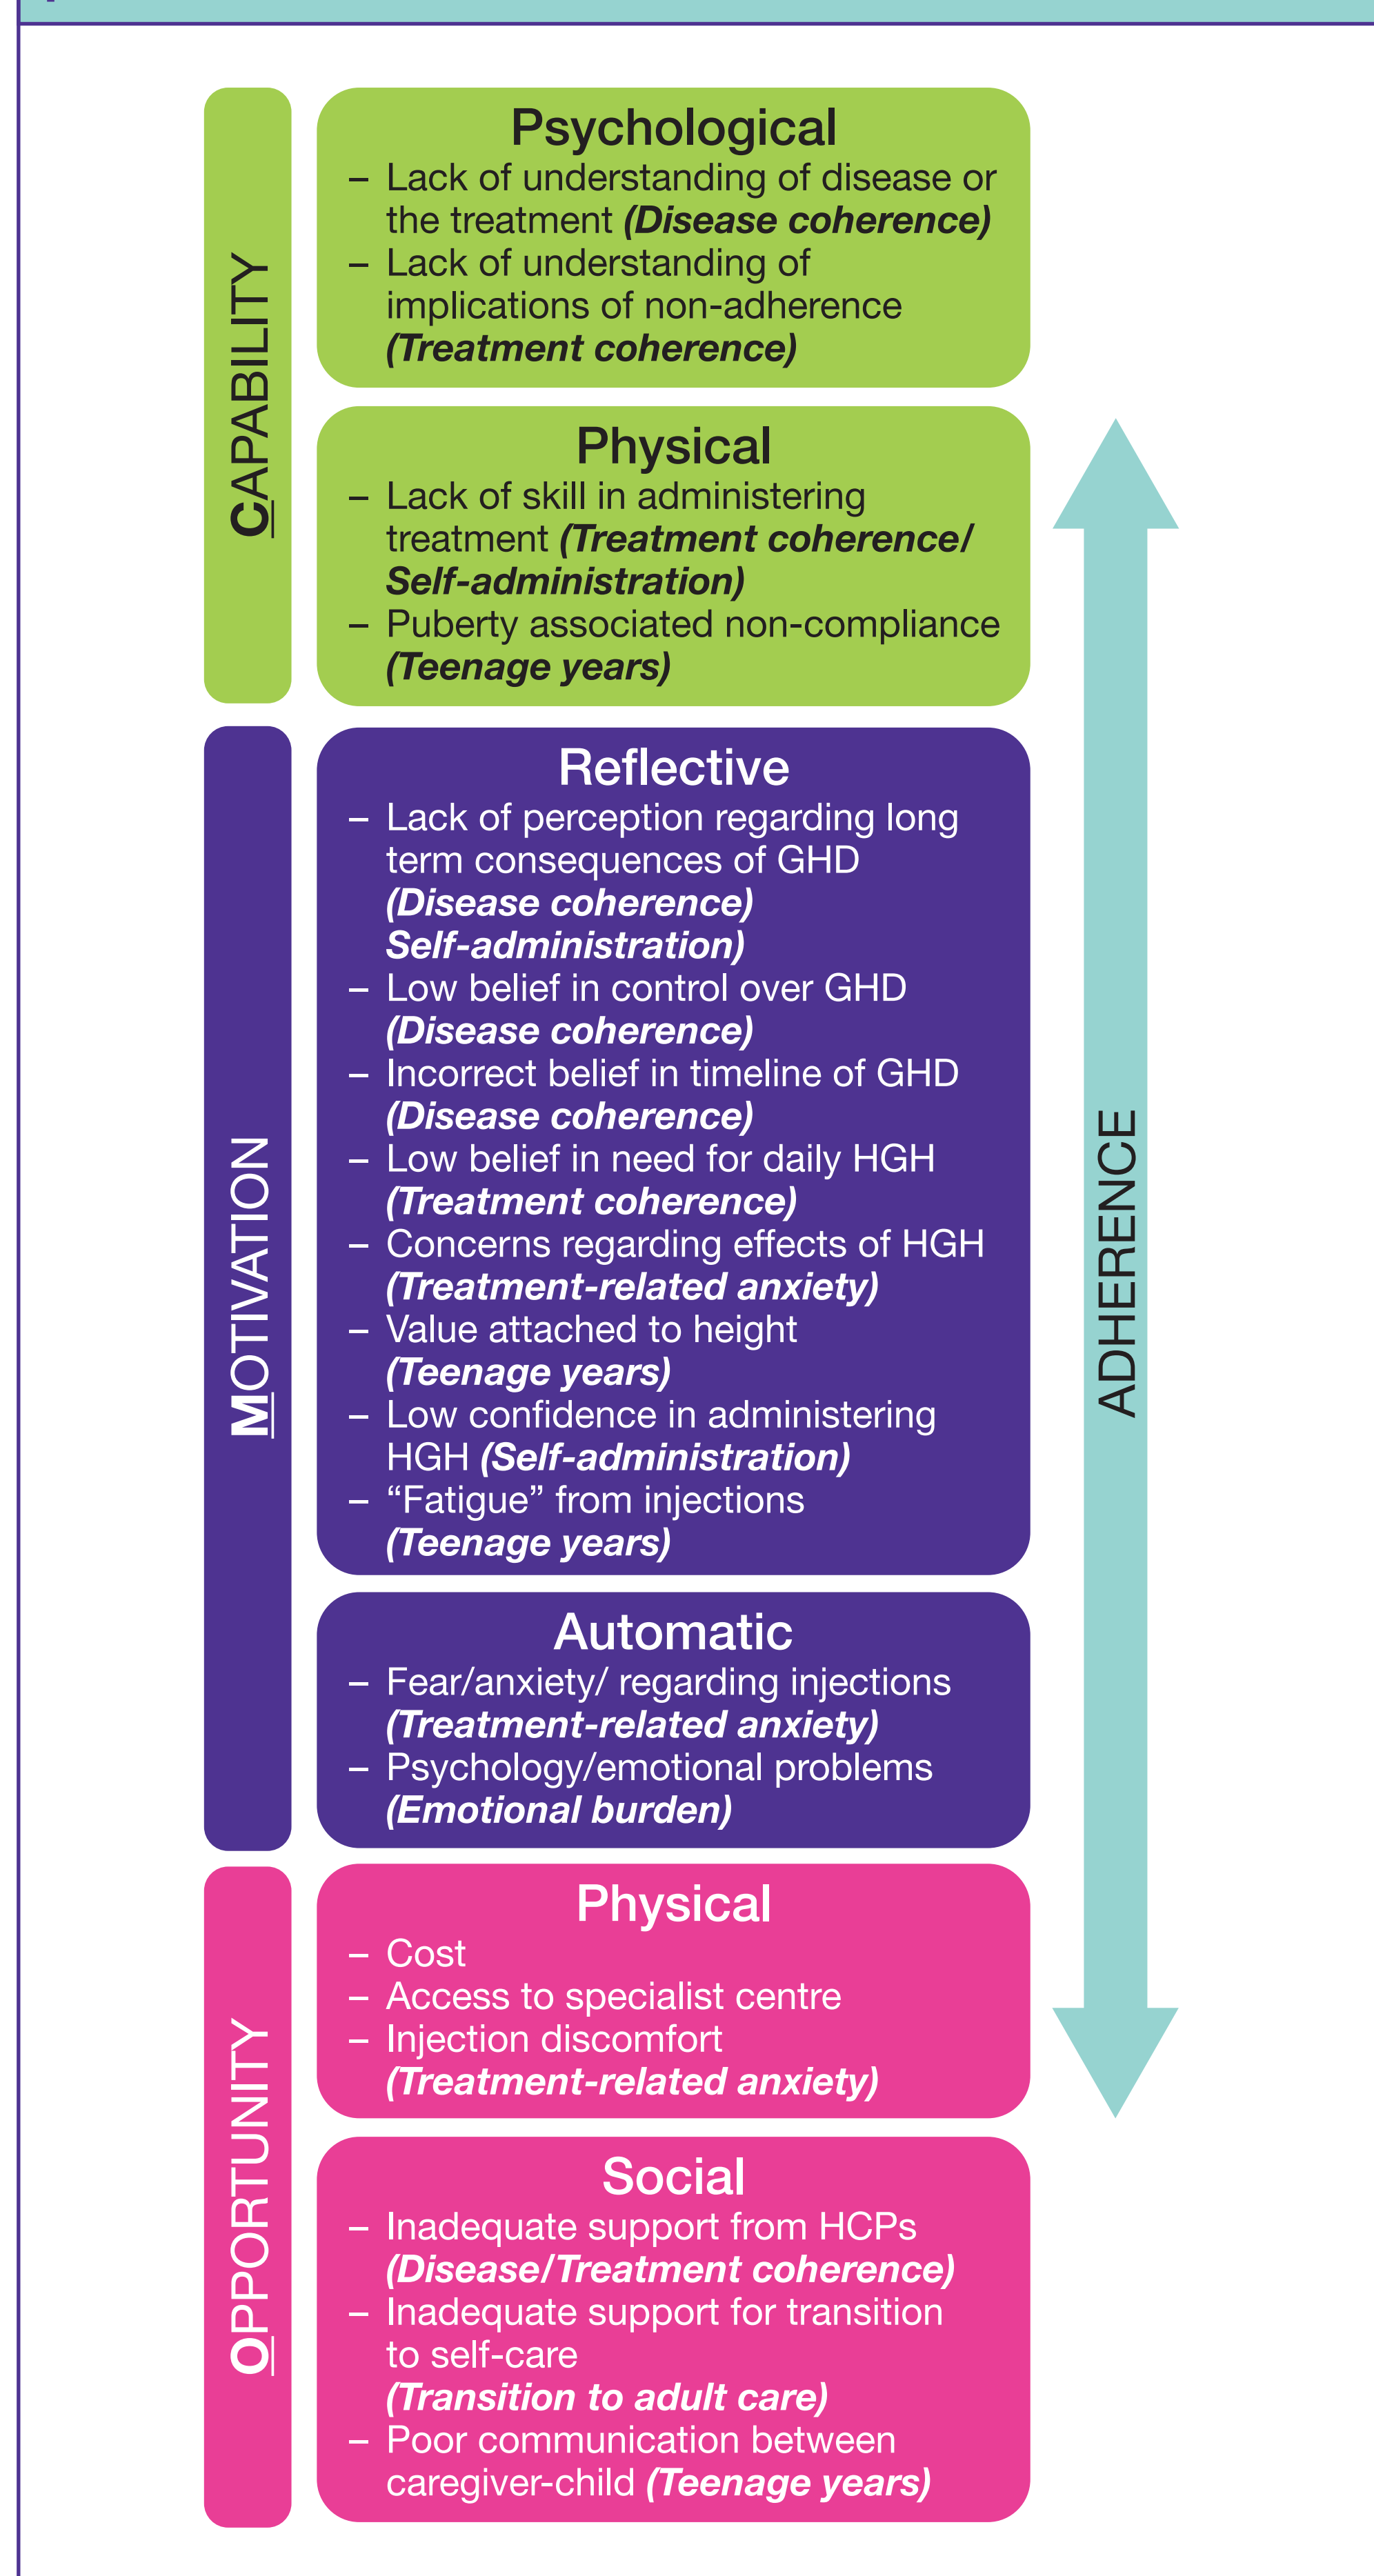 CAPABILITY
Psychological
– Lack of understanding of disease or
the treatment (Disease coherence)
– Lack of understanding of
implications of non-adherence
(Treatment coherence)
Physical
– Lack of skill in administering
treatment (Treatment coherence/
Self-administration)
– Puberty associated non-compliance
(Teenage years)
MOTIVATION
Reflective
– Lack of perception regarding long
term consequences of GHD
(Disease coherence)
Self-administration)
– Low belief in control over GHD
(Disease coherence)
– Incorrect belief in timeline of GHD
(Disease coherence)
– Low belief in need for daily HGH
(Treatment coherence)
– Concerns regarding effects of HGH
(Treatment-related anxiety)
– Value attached to height
(Teenage years)
– Low confidence in administering
HGH (Self-administration)
– “Fatigue” from injections
(Teenage years)
Automatic
– Fear/anxiety/ regarding injections
(Treatment-related anxiety)
– Psychology/emotional problems
(Emotional burden)
OPPORTUNITY
Physical
– Cost
– Access to specialist centre
– Injection discomfort
(Treatment-related anxiety)
Social
– Inadequate support from HCPs
(Disease/Treatment coherence)
– Inadequate support for transition
to self-care
(Transition to adult care)
– Poor communication between
caregiver-child (Teenage years)
ADHERENCE